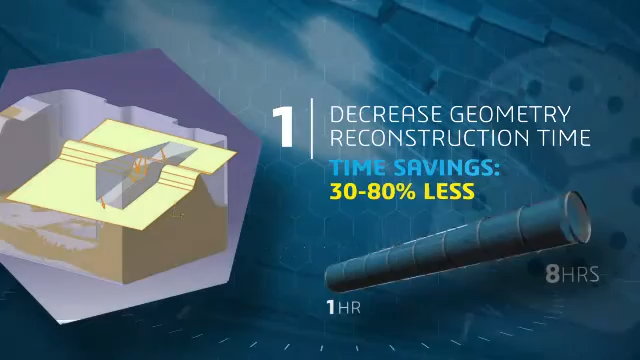 1
DECREASE GEOMETRY
RECONSTRUCTION TIME
TIME SAVINGS:
30-80% LESS
8HRS
1HR